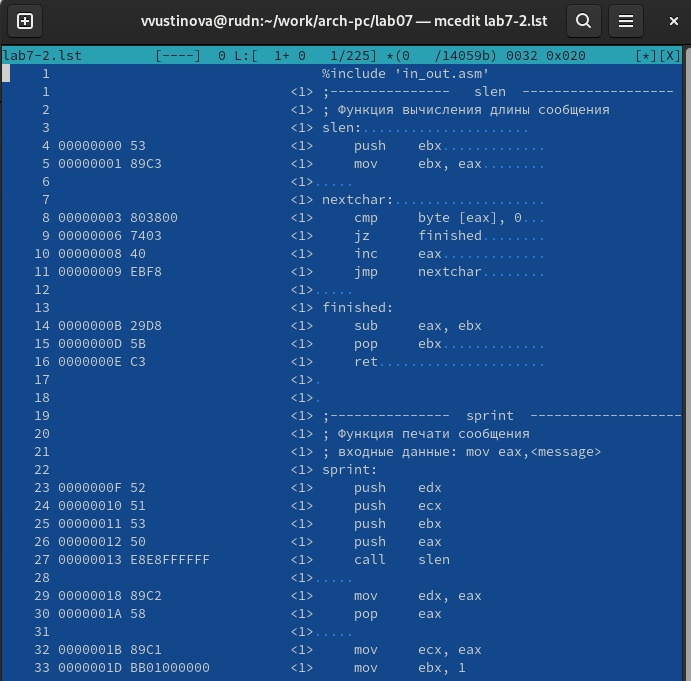 vvustinova@rudn:~/work/arch-pc/lab07 — mcedit lab7-2.lst
lab7-2.lst [----] 0 L:[ 1+ 0 1/225] *(0 /14059b) 0032 0x020 [*][X]
1 %include 'in_out.asm'
1 <1> ;--------------- slen -------------------
2 <1> ; Функция вычисления длины сообщения
3 <1> slen:.....................
4 00000000 53 <1> push ebx.............
5 00000001 89C3 <1> mov ebx, eax........
6 <1>.....
7 <1> nextchar:...................
8 00000003 803800 <1> cmp byte [eax], 0...
9 00000006 7403 <1> jz finished........
10 00000008 40 <1> inc eax.............
11 00000009 EBF8 <1> jmp nextchar........
12 <1>.....
13 <1> finished:
14 0000000B 29D8 <1> sub eax, ebx
15 0000000D 5B <1> pop ebx.............
16 0000000E C3 <1> ret.....................
17 <1>.
18 <1>.
19 <1> ;--------------- sprint -------------------
20 <1> ; Функция печати сообщения
21 <1> ; входные данные: mov eax,<message>
22 <1> sprint:
23 0000000F 52 <1> push edx
24 00000010 51 <1> push ecx
25 00000011 53 <1> push ebx
26 00000012 50 <1> push eax
27 00000013 E8E8FFFFFF <1> call slen
28 <1>.....
29 00000018 89C2 <1> mov edx, eax
30 0000001A 58 <1> pop eax
31 <1>.....
32 0000001B 89C1 <1> mov ecx, eax
33 0000001D BB01000000 <1> mov ebx, 1